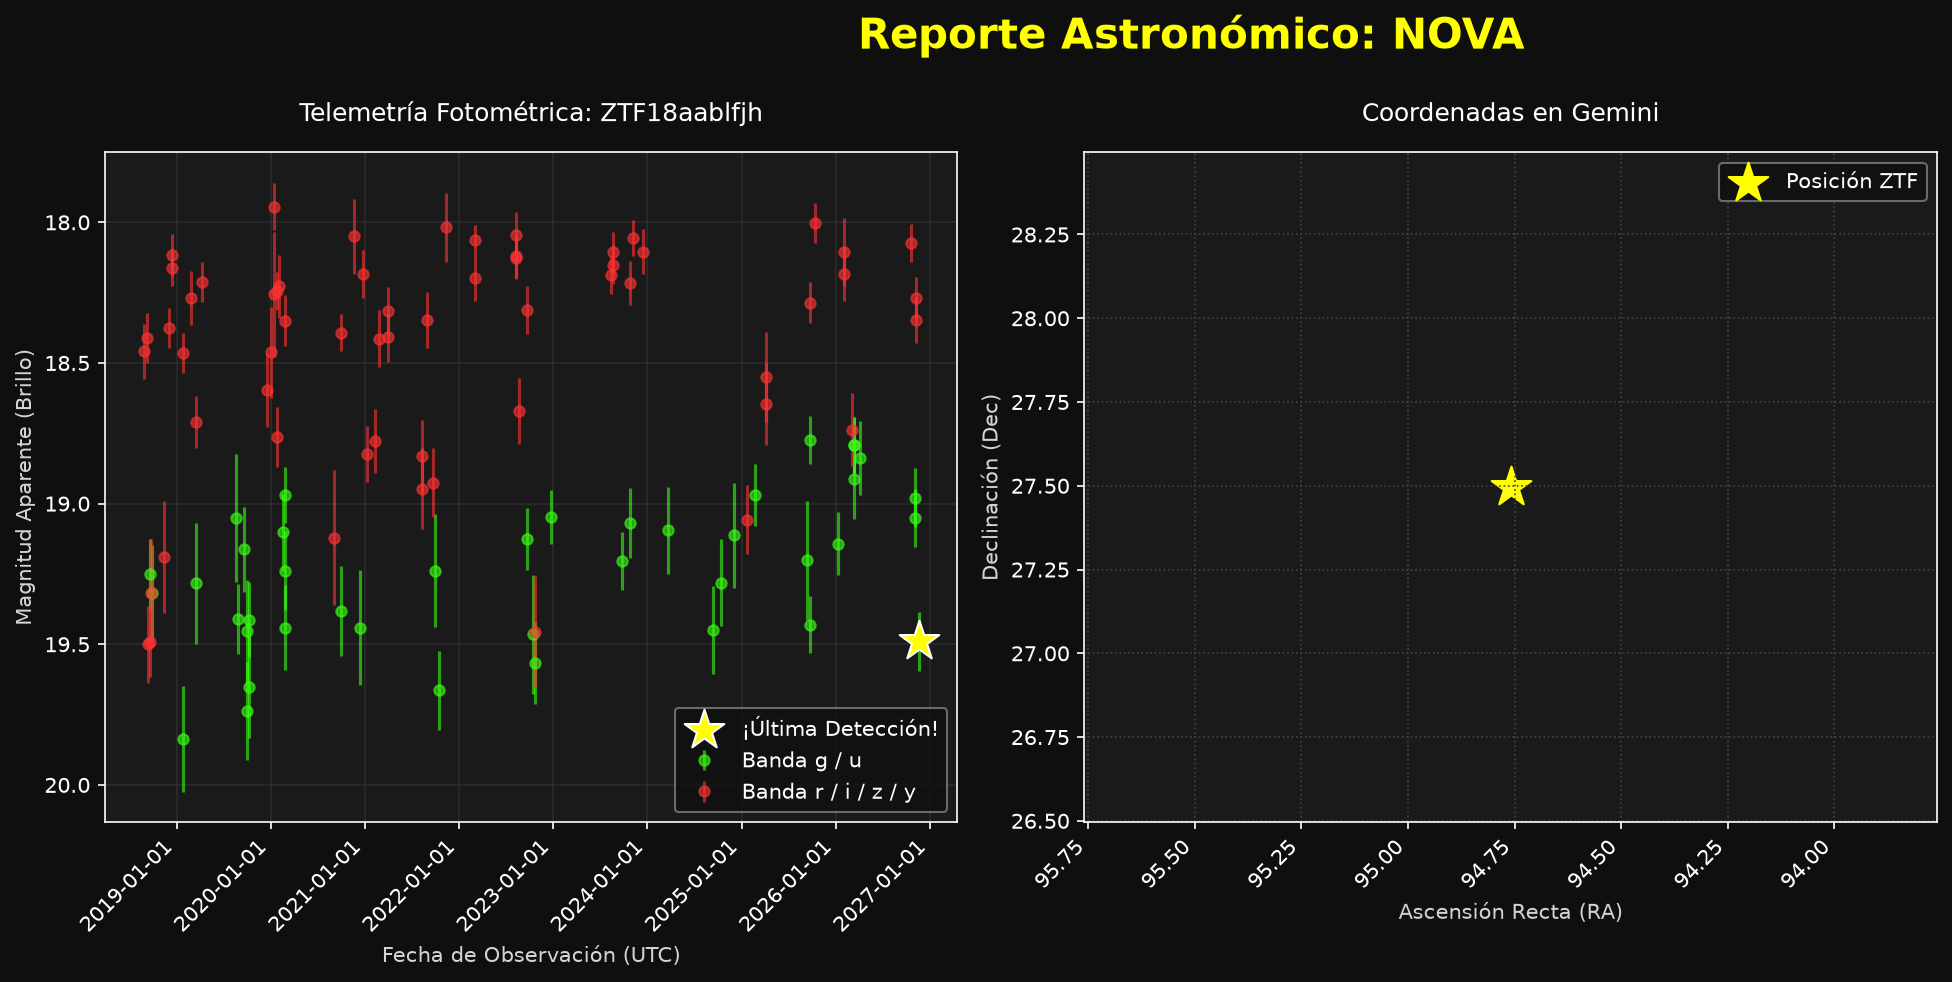 Reporte Astronómico: NOVA
Telemetría Fotométrica: ZTF18aablfjh
Magnitud Aparente (Brillo)
18.0
18.5
19.0
19.5
20.0
¡Última Detección!
Banda g / u
Banda r / i / z / y
2019-01-01
2020-01-01
2021-01-01
2022-01-01
2023-01-01
2024-01-01
2025-01-01
2026-01-01
2027-01-01
Fecha de Observación (UTC)
Coordenadas en Gemini
Posición ZTF
Declinación (Dec)
28.25
28.00
27.75
27.50
27.25
27.00
26.75
26.50
95.75
95.50
95.25
95.00
94.75
94.50
94.25
94.00
Ascensión Recta (RA)